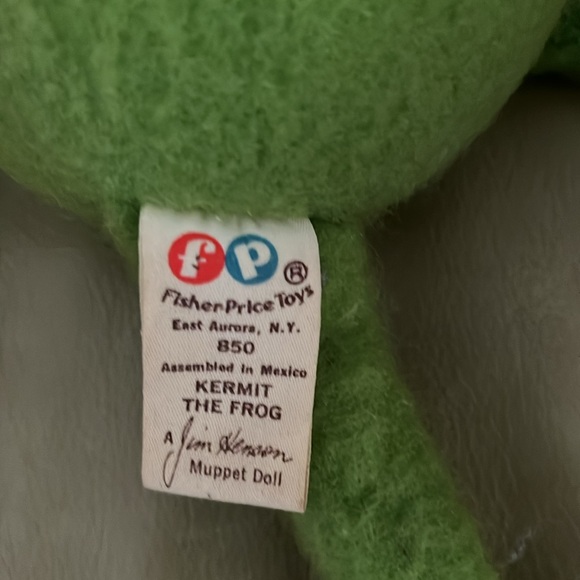 fp®
Fisher-Price Toys
East Aurora, N.Y.
850
Assembled in Mexico
KERMIT
THE FROG
A Jim Henson
Muppet Doll